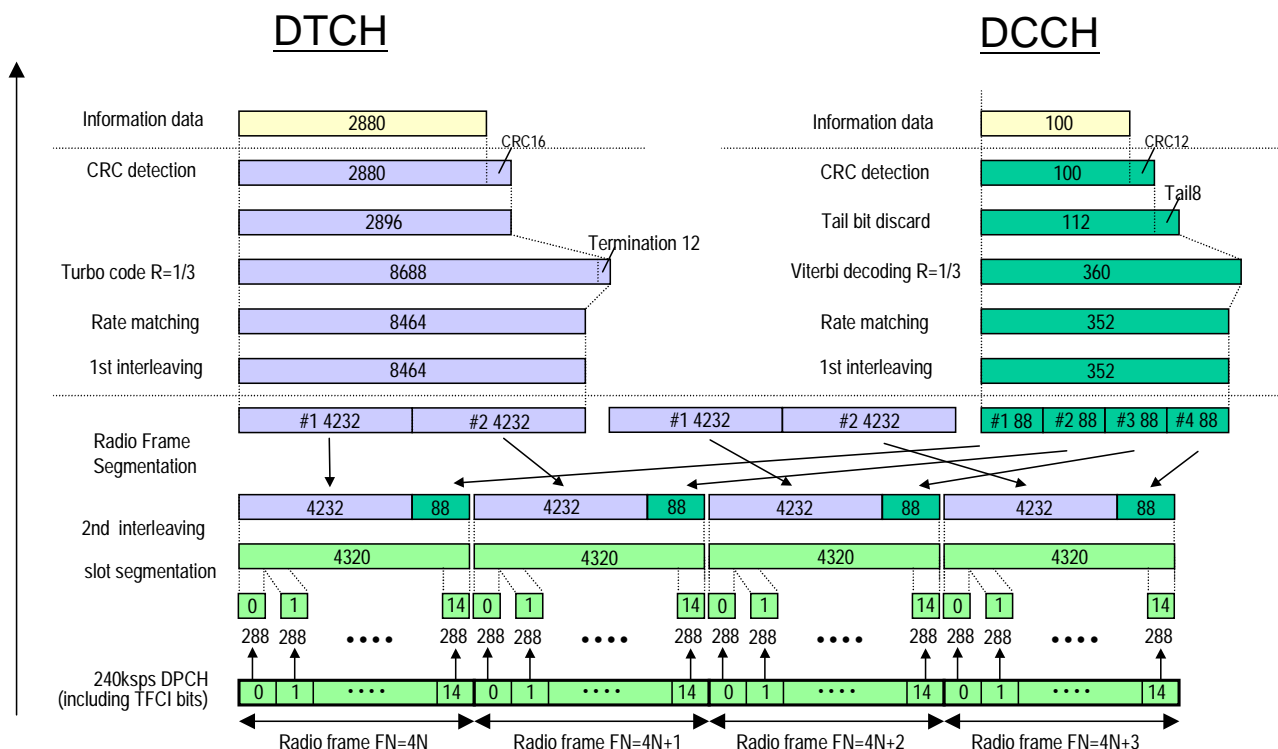 DTCH DCCH
Information data 2880 Information data 100
CRC16 CRC12
CRC detection 2880 CRC detection 100
Tail8
2896 Tail bit discard 112
Termination 12
Turbo code R=1/3 8688 Viterbi decoding R=1/3 360
Rate matching 8464 Rate matching 352
1st interleaving 8464 1st interleaving 352
#1 4232 #2 4232 #1 4232 #2 4232 #1 88 #2 88 #3 88 #4 88
Radio Frame
Segmentation
4232 88 4232 88 4232 88 4232 88
2nd interleaving
4320 4320 4320 4320
slot segmentation
0 1 14 0 1 14 0 1 14 0 1 14
288 288 •••• 288 288 288 •••• 288 288 288 •••• 288 288 288 •••• 288
240ksps DPCH
(including TFCI bits)
0 1 •••• 14 0 1 •••• 14 0 1 •••• 14 0 1 •••• 14
Radio frame FN=4N Radio frame FN=4N+1 Radio frame FN=4N+2 Radio frame FN=4N+3